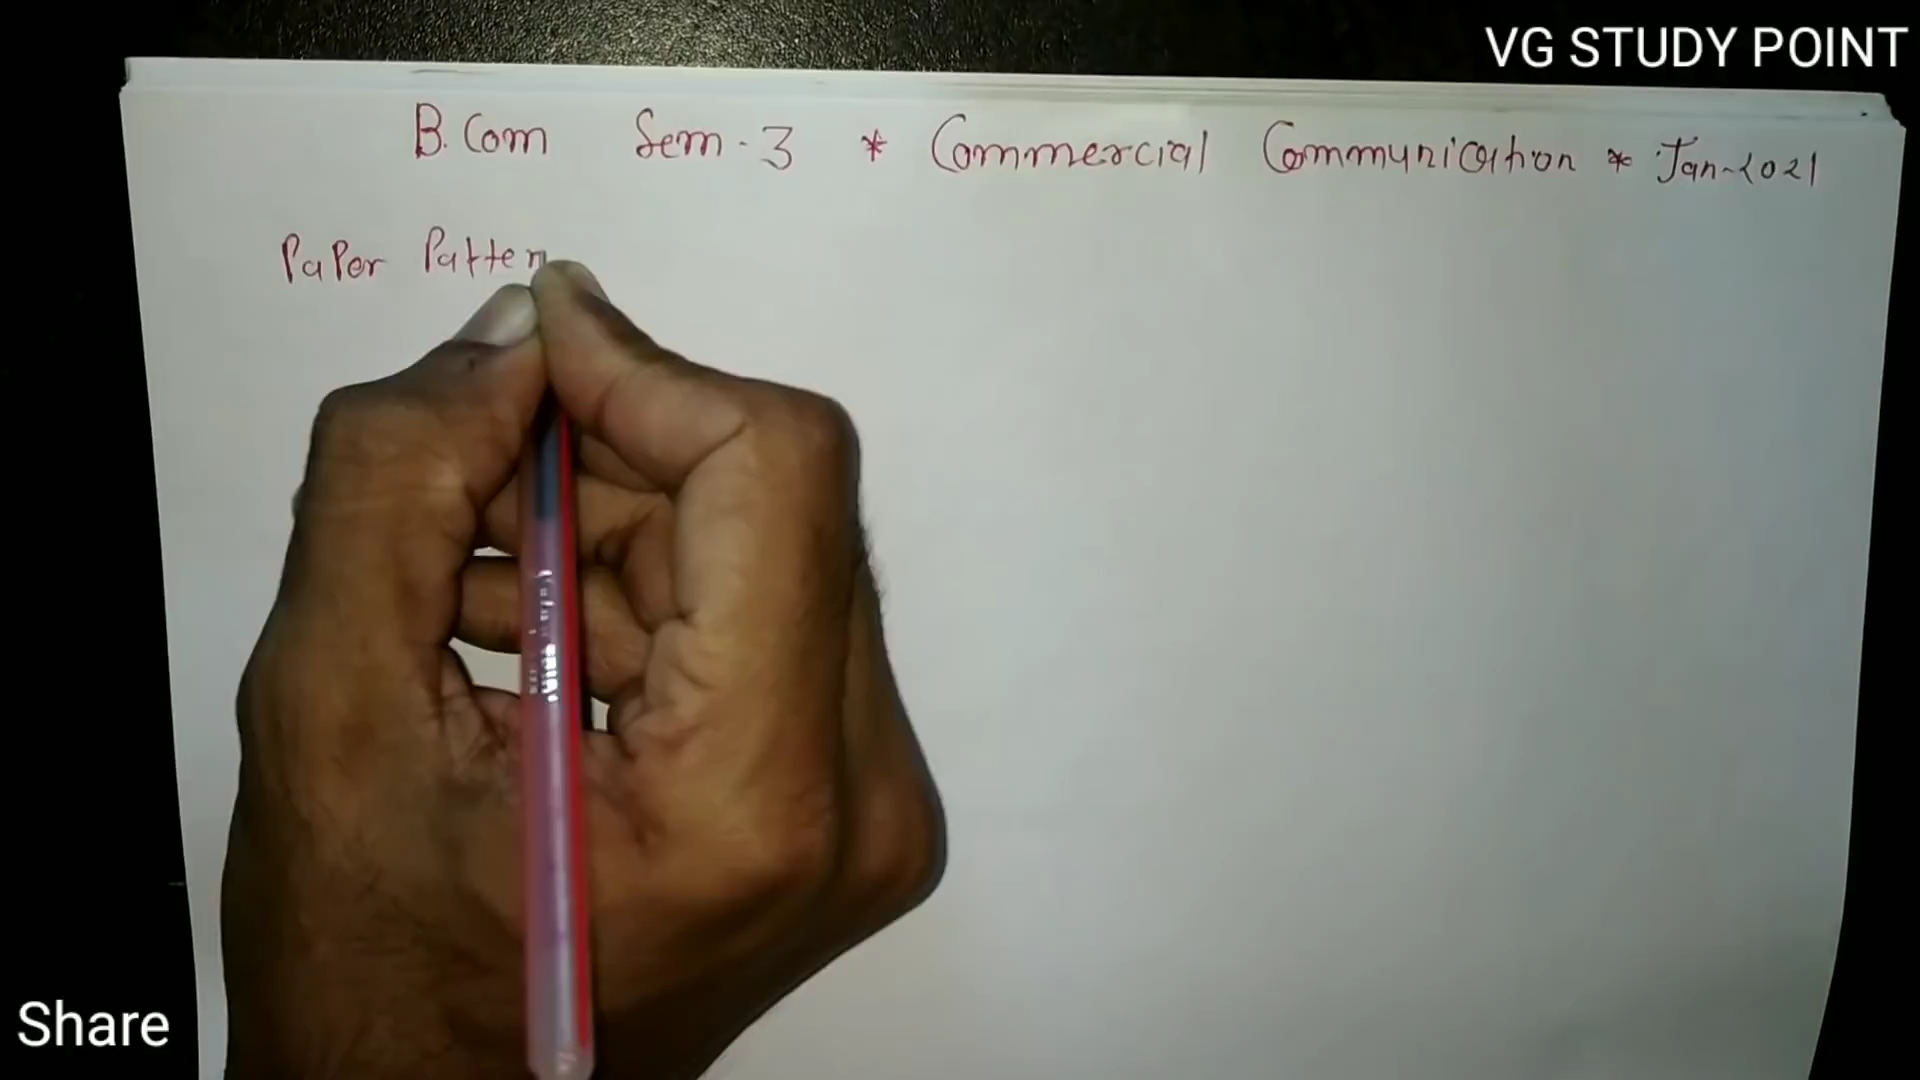 VG STUDY POINT
B.Com Sem-3 * Commercial Communication * Jan-2021
Paper Pattern
Share